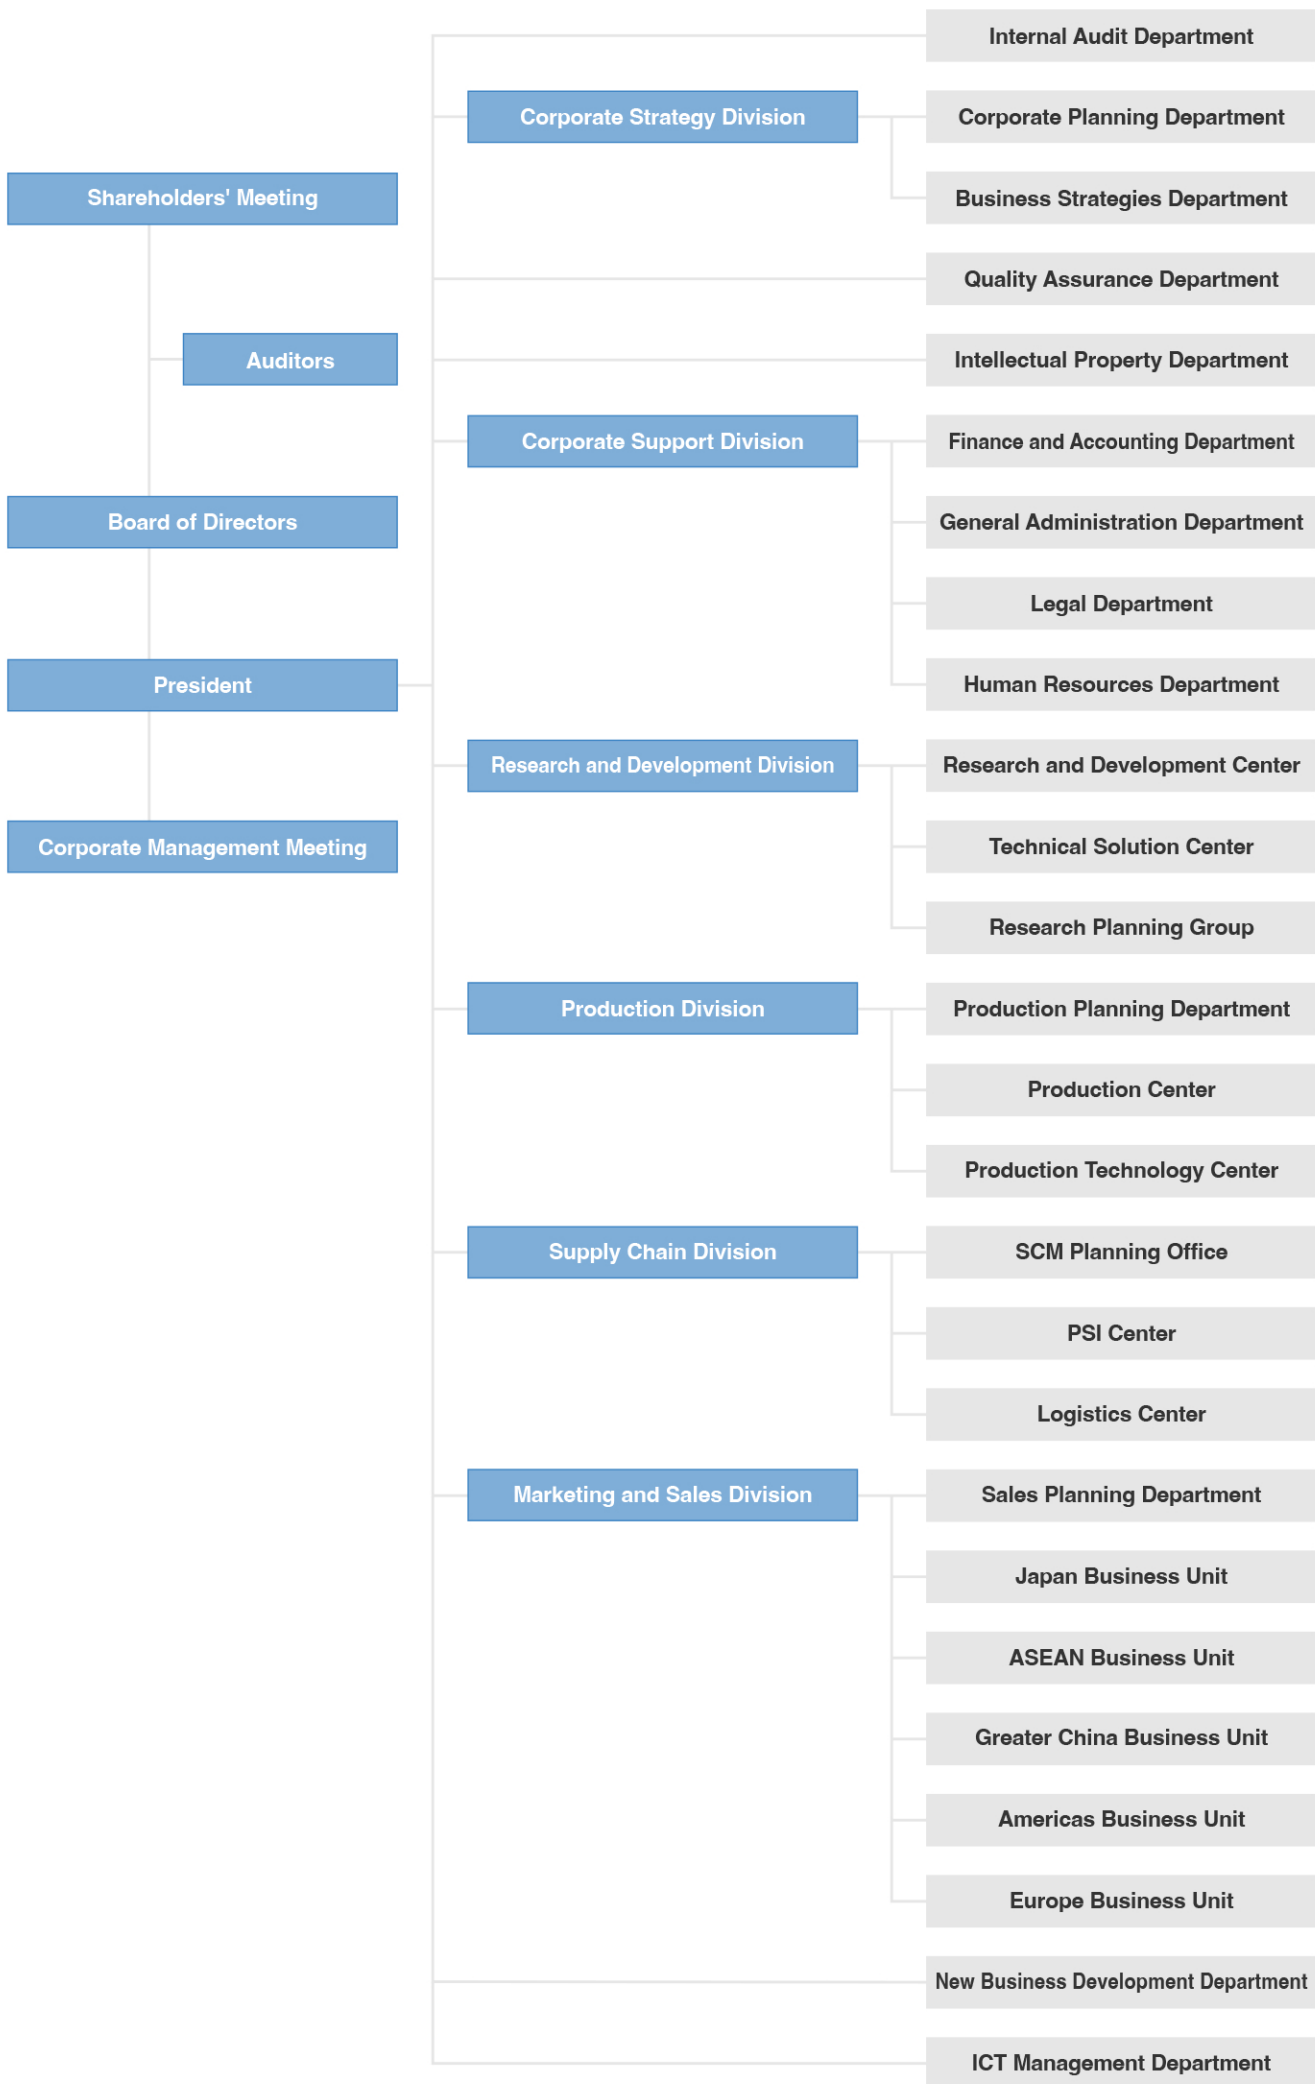 Shareholders' Meeting
Auditors
Board of Directors
President
Corporate Management Meeting
Internal Audit Department
Corporate Strategy Division
Corporate Planning Department
Business Strategies Department
Quality Assurance Department
Intellectual Property Department
Corporate Support Division
Finance and Accounting Department
General Administration Department
Legal Department
Human Resources Department
Research and Development Division
Research and Development Center
Technical Solution Center
Research Planning Group
Production Division
Production Planning Department
Production Center
Production Technology Center
Supply Chain Division
SCM Planning Office
PSI Center
Logistics Center
Marketing and Sales Division
Sales Planning Department
Japan Business Unit
ASEAN Business Unit
Greater China Business Unit
Americas Business Unit
Europe Business Unit
New Business Development Department
ICT Management Department